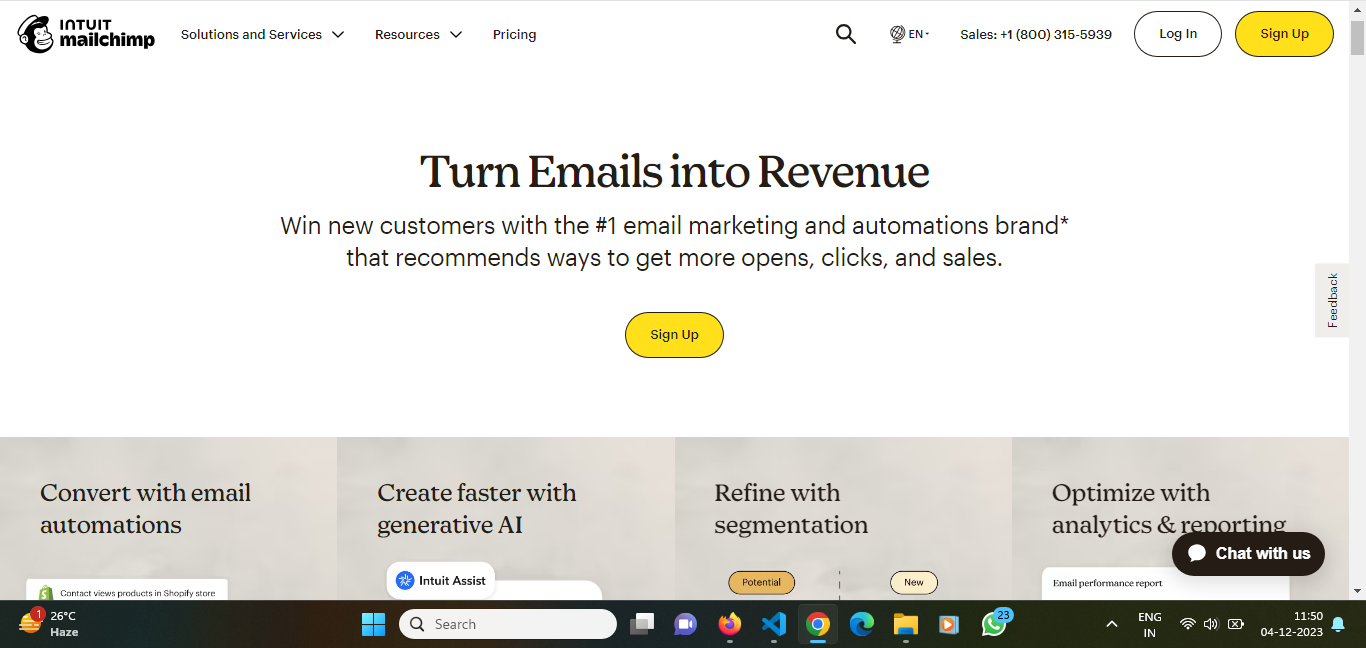 INTUIT
mailchimp
Solutions and Services
Resources
Pricing
EN
Sales: +1 (800) 315-5939
Log In
Sign Up
Turn Emails into Revenue
Win new customers with the #1 email marketing and automations brand*
that recommends ways to get more opens, clicks, and sales.
Sign Up
Feedback
Convert with email
automations
Contact views products in Shopify store
Create faster with
generative AI
Intuit Assist
Refine with
segmentation
Potential
New
Optimize with
analytics & reporting
Chat with us
Email performance report
1
26°C
Haze
Search
23
ENG
IN
11:50
04-12-2023